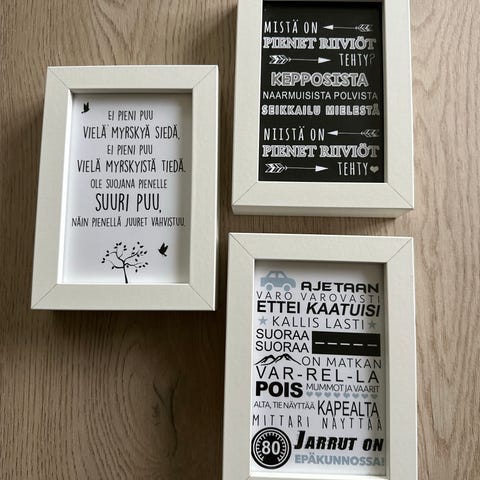 EI PIENI PUU
VIELÄ MYRSKYÄ SIEDÄ,
EI PIENI PUU
VIELÄ MYRSKYISTÄ TIEDÄ.
OLE SUOJANA PIENELLE
SUURI PUU,
NÄIN PIENELLÄ JUURET VAHVISTUU.
MISTÄ ON
PIENET RIIVIÖT
TEHTY?
KEPPOSISTA
NAARMUISISTA POLVISTA
SEIKKAILU MIELESTÄ
NIISTÄ ON
PIENET RIIVIÖT
TEHTY
AJETAAN
VARO VAROVASTI
ETTEI KAATUISI
KALLIS LASTI
SUORAA
SUORAA
ON MATKAN
VAR-REL-LA
POIS MUMMOT JA VAARIT
ALTA, TIE NÄYTTÄÄ KAPEALTA
MITTARI NÄYTTÄÄ
80 JARRUT ON
EPÄKUNNOSSA!